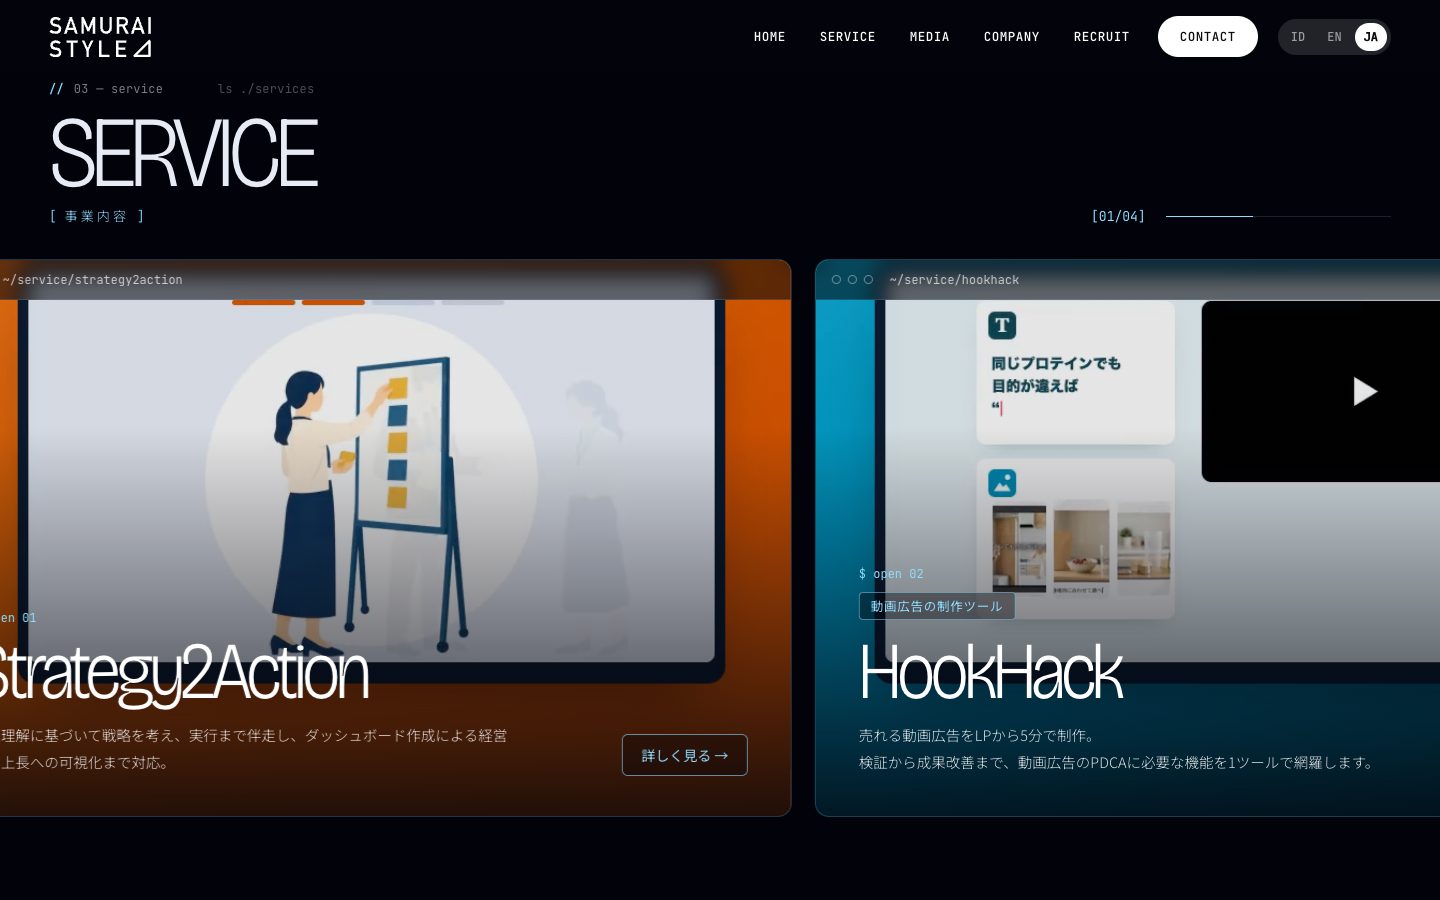 SAMURAI
STYLE
HOME SERVICE MEDIA COMPANY RECRUIT CONTACT ID EN JA
// 03 — service ls ./services
SERVICE
[ 事業内容 ]
[01/04]
~/service/strategy2action
en 01
Strategy2Action
理解に基づいて戦略を考え、実行まで伴走し、ダッシュボード作成による経営
上長への可視化まで対応。
詳しく見る →
~/service/hookhack
T
同じプロテインでも
目的が違えば
“
$ open 02
動画広告の制作ツール
HookHack
売れる動画広告をLPから5分で制作。
検証から成果改善まで、動画広告のPDCAに必要な機能を1ツールで網羅します。